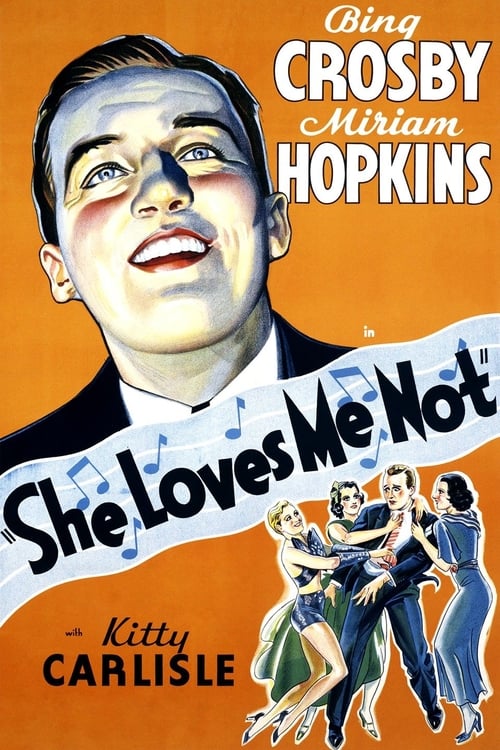 Bing
CROSBY
Miriam
HOPKINS
in
"She Loves Me Not"
with Kitty
CARLISLE